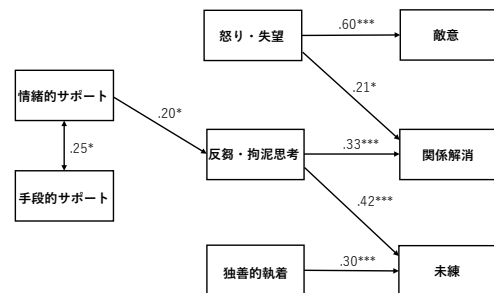 怒り・失望
.60***
敵意
情緒的サポート
.20*
.21*
.25*
反芻・拘泥思考
.33***
関係解消
手段的サポート
.42***
独善的執着
.30***
未練